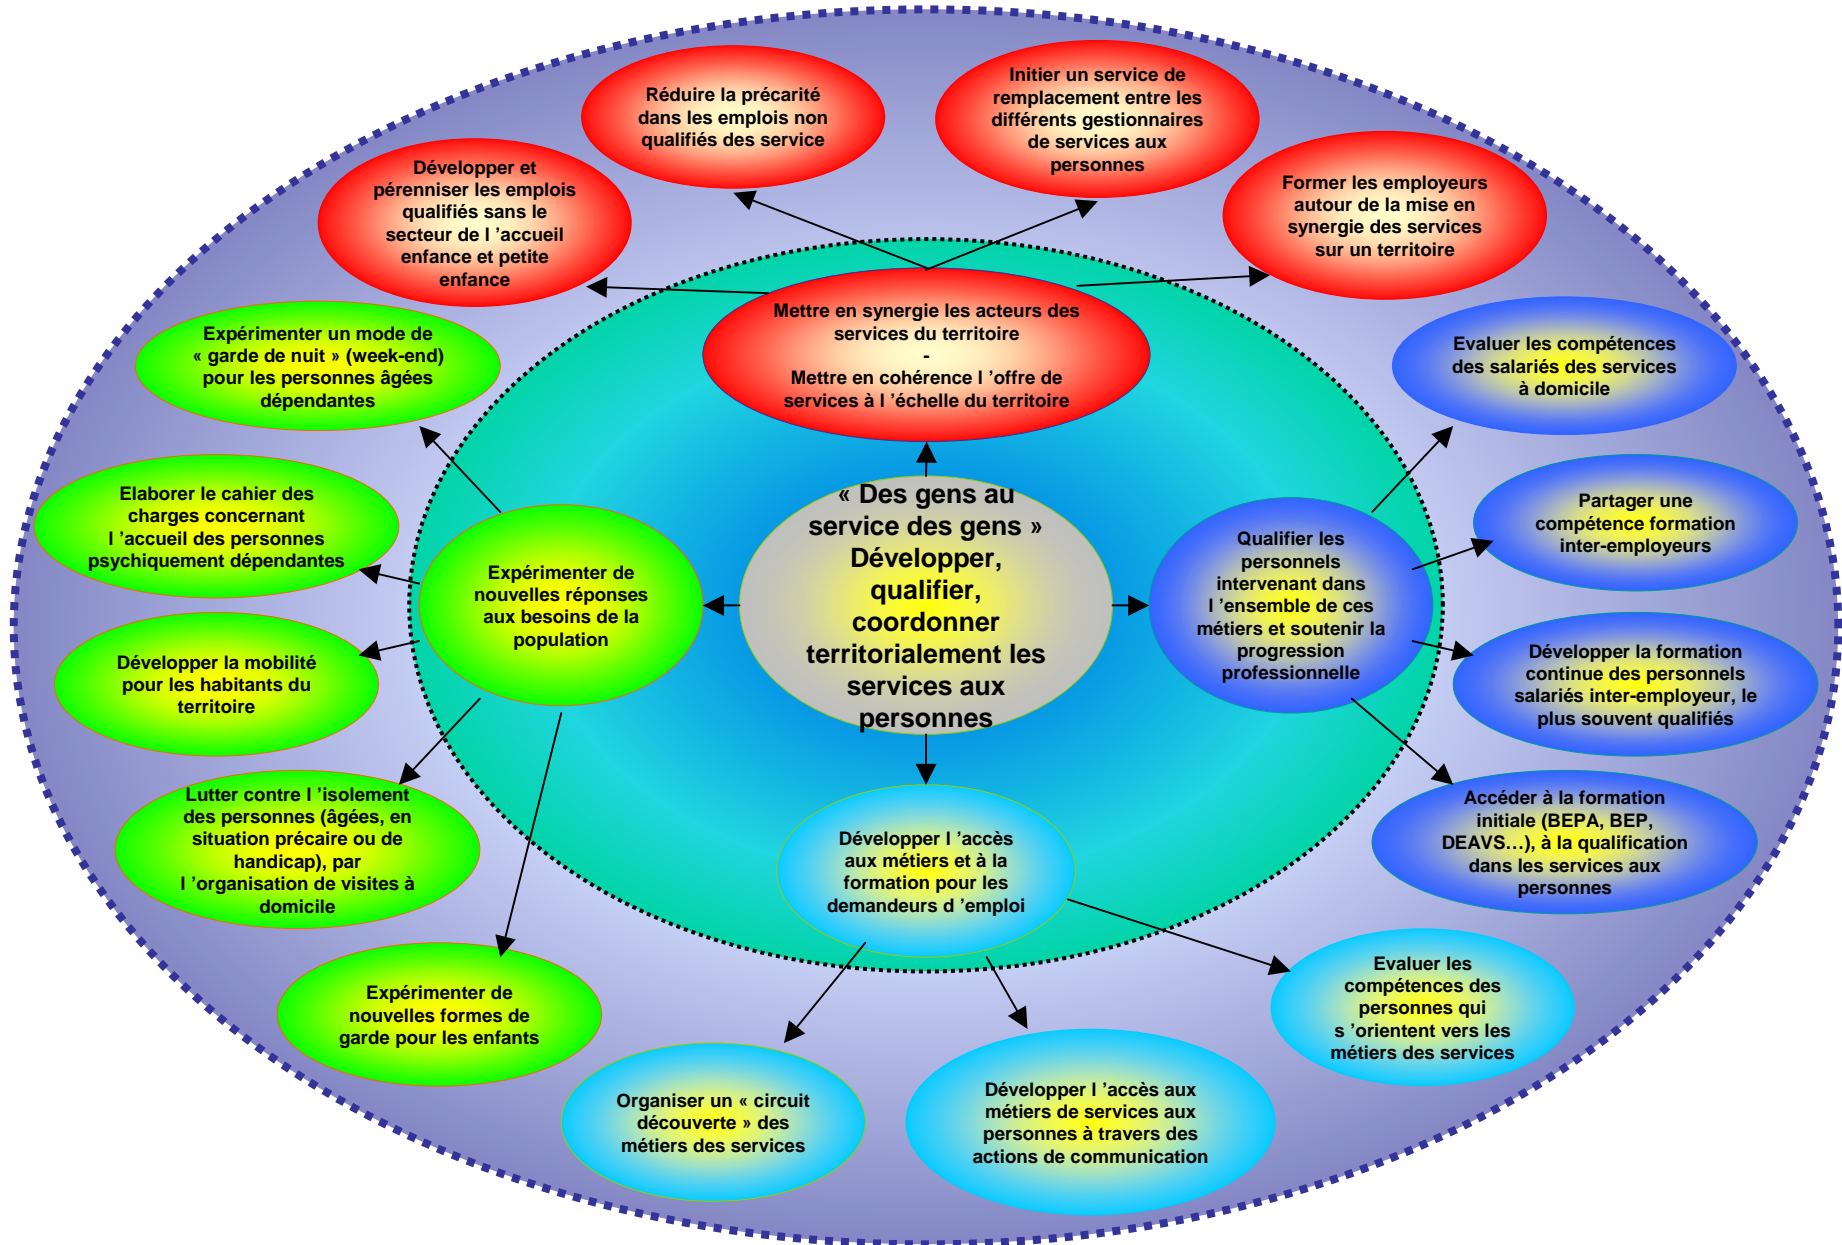 Initier un service de
remplacement entre les
différents gestionnaires
de services aux
personnes
Réduire la précarité
dans les emplois non
qualifiés des service
Développer et
pérenniser les emplois
qualifiés sans le
secteur de l ’accueil
enfance et petite
enfance
Former les employeurs
autour de la mise en
synergie des services
sur un territoire
Mettre en synergie les acteurs des
services du territoire
-
Mettre en cohérence l ’offre de
services à l ’échelle du territoire
Expérimenter un mode de
« garde de nuit » (week-end)
pour les personnes âgées
dépendantes
Evaluer les compétences
des salariés des services
à domicile
Elaborer le cahier des
charges concernant
l ’accueil des personnes
psychiquement dépendantes
« Des gens au
service des gens »
Développer,
qualifier,
coordonner
territorialement les
services aux
personnes
Partager une
compétence formation
inter-employeurs
Expérimenter de
nouvelles réponses
aux besoins de la
population
Qualifier les
personnels
intervenant dans
l ’ensemble de ces
métiers et soutenir la
progression
professionnelle
Développer la mobilité
pour les habitants du
territoire
Développer la formation
continue des personnels
salariés inter-employeur, le
plus souvent qualifiés
Lutter contre l ’isolement
des personnes (âgées, en
situation précaire ou de
handicap), par
l ’organisation de visites à
domicile
Développer l ’accès
aux métiers et à la
formation pour les
demandeurs d ’emploi
Accéder à la formation
initiale (BEPA, BEP,
DEAVS…), à la qualification
dans les services aux
personnes
Expérimenter de
nouvelles formes de
garde pour les enfants
Evaluer les
compétences des
personnes qui
s ’orientent vers les
métiers des services
Organiser un « circuit
découverte » des
métiers des services
Développer l ’accès aux
métiers de services aux
personnes à travers des
actions de communication